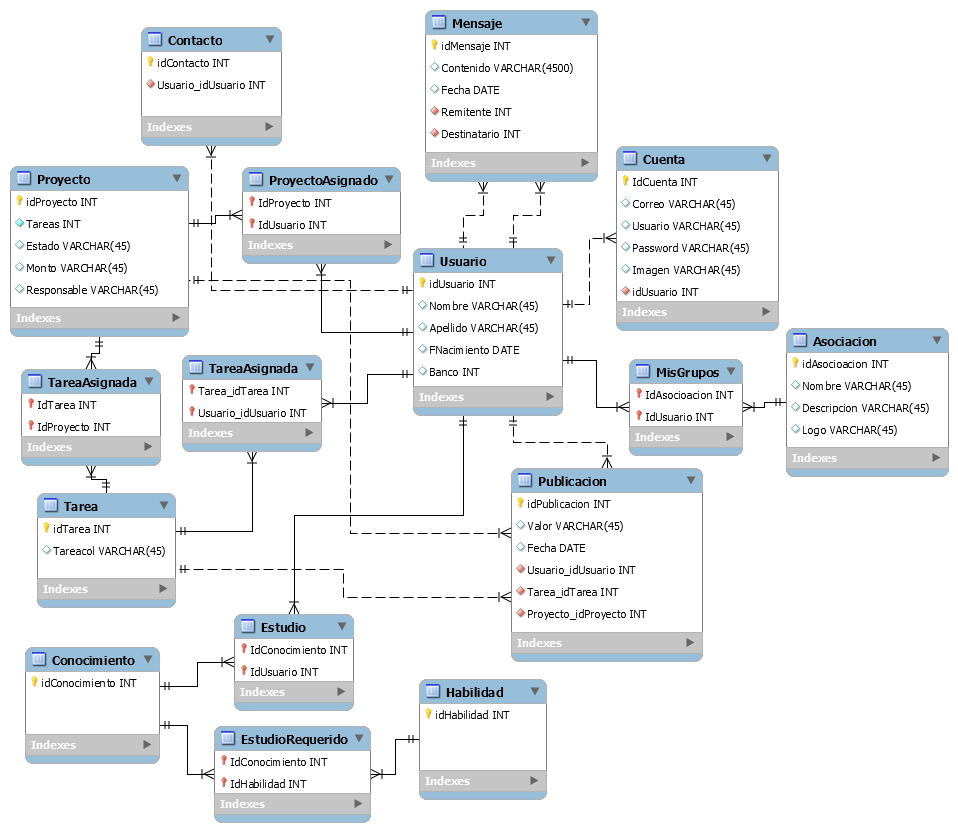 Mensaje
idMensaje INT
Contenido VARCHAR(4500)
Fecha DATE
Remitente INT
Destinatario INT
Indexes
Contacto
idContacto INT
Usuario_idUsuario INT
Indexes
Cuenta
IdCuenta INT
Correo VARCHAR(45)
Usuario VARCHAR(45)
Password VARCHAR(45)
Imagen VARCHAR(45)
idUsuario INT
Indexes
Proyecto
idProyecto INT
Tareas INT
Estado VARCHAR(45)
Monto VARCHAR(45)
Responsable VARCHAR(45)
Indexes
ProyectoAsignado
IdProyecto INT
IdUsuario INT
Indexes
Usuario
idUsuario INT
Nombre VARCHAR(45)
Apellido VARCHAR(45)
FNacimiento DATE
Banco INT
Indexes
Asociacion
idAsocioacion INT
Nombre VARCHAR(45)
Descripcion VARCHAR(45)
Logo VARCHAR(45)
Indexes
TareaAsignada
IdTarea INT
IdProyecto INT
Indexes
TareaAsignada
Tarea_idTarea INT
Usuario_idUsuario INT
Indexes
MisGrupos
IdAsocioacion INT
IdUsuario INT
Indexes
Publicacion
idPublicacion INT
Valor VARCHAR(45)
Fecha DATE
Usuario_idUsuario INT
Tarea_idTarea INT
Proyecto_idProyecto INT
Indexes
Tarea
idTarea INT
Tareacol VARCHAR(45)
Indexes
Estudio
IdConocimiento INT
IdUsuario INT
Indexes
Conocimiento
idConocimiento INT
Indexes
Habilidad
idHabilidad INT
Indexes
EstudioRequerido
IdConocimiento INT
IdHabilidad INT
Indexes